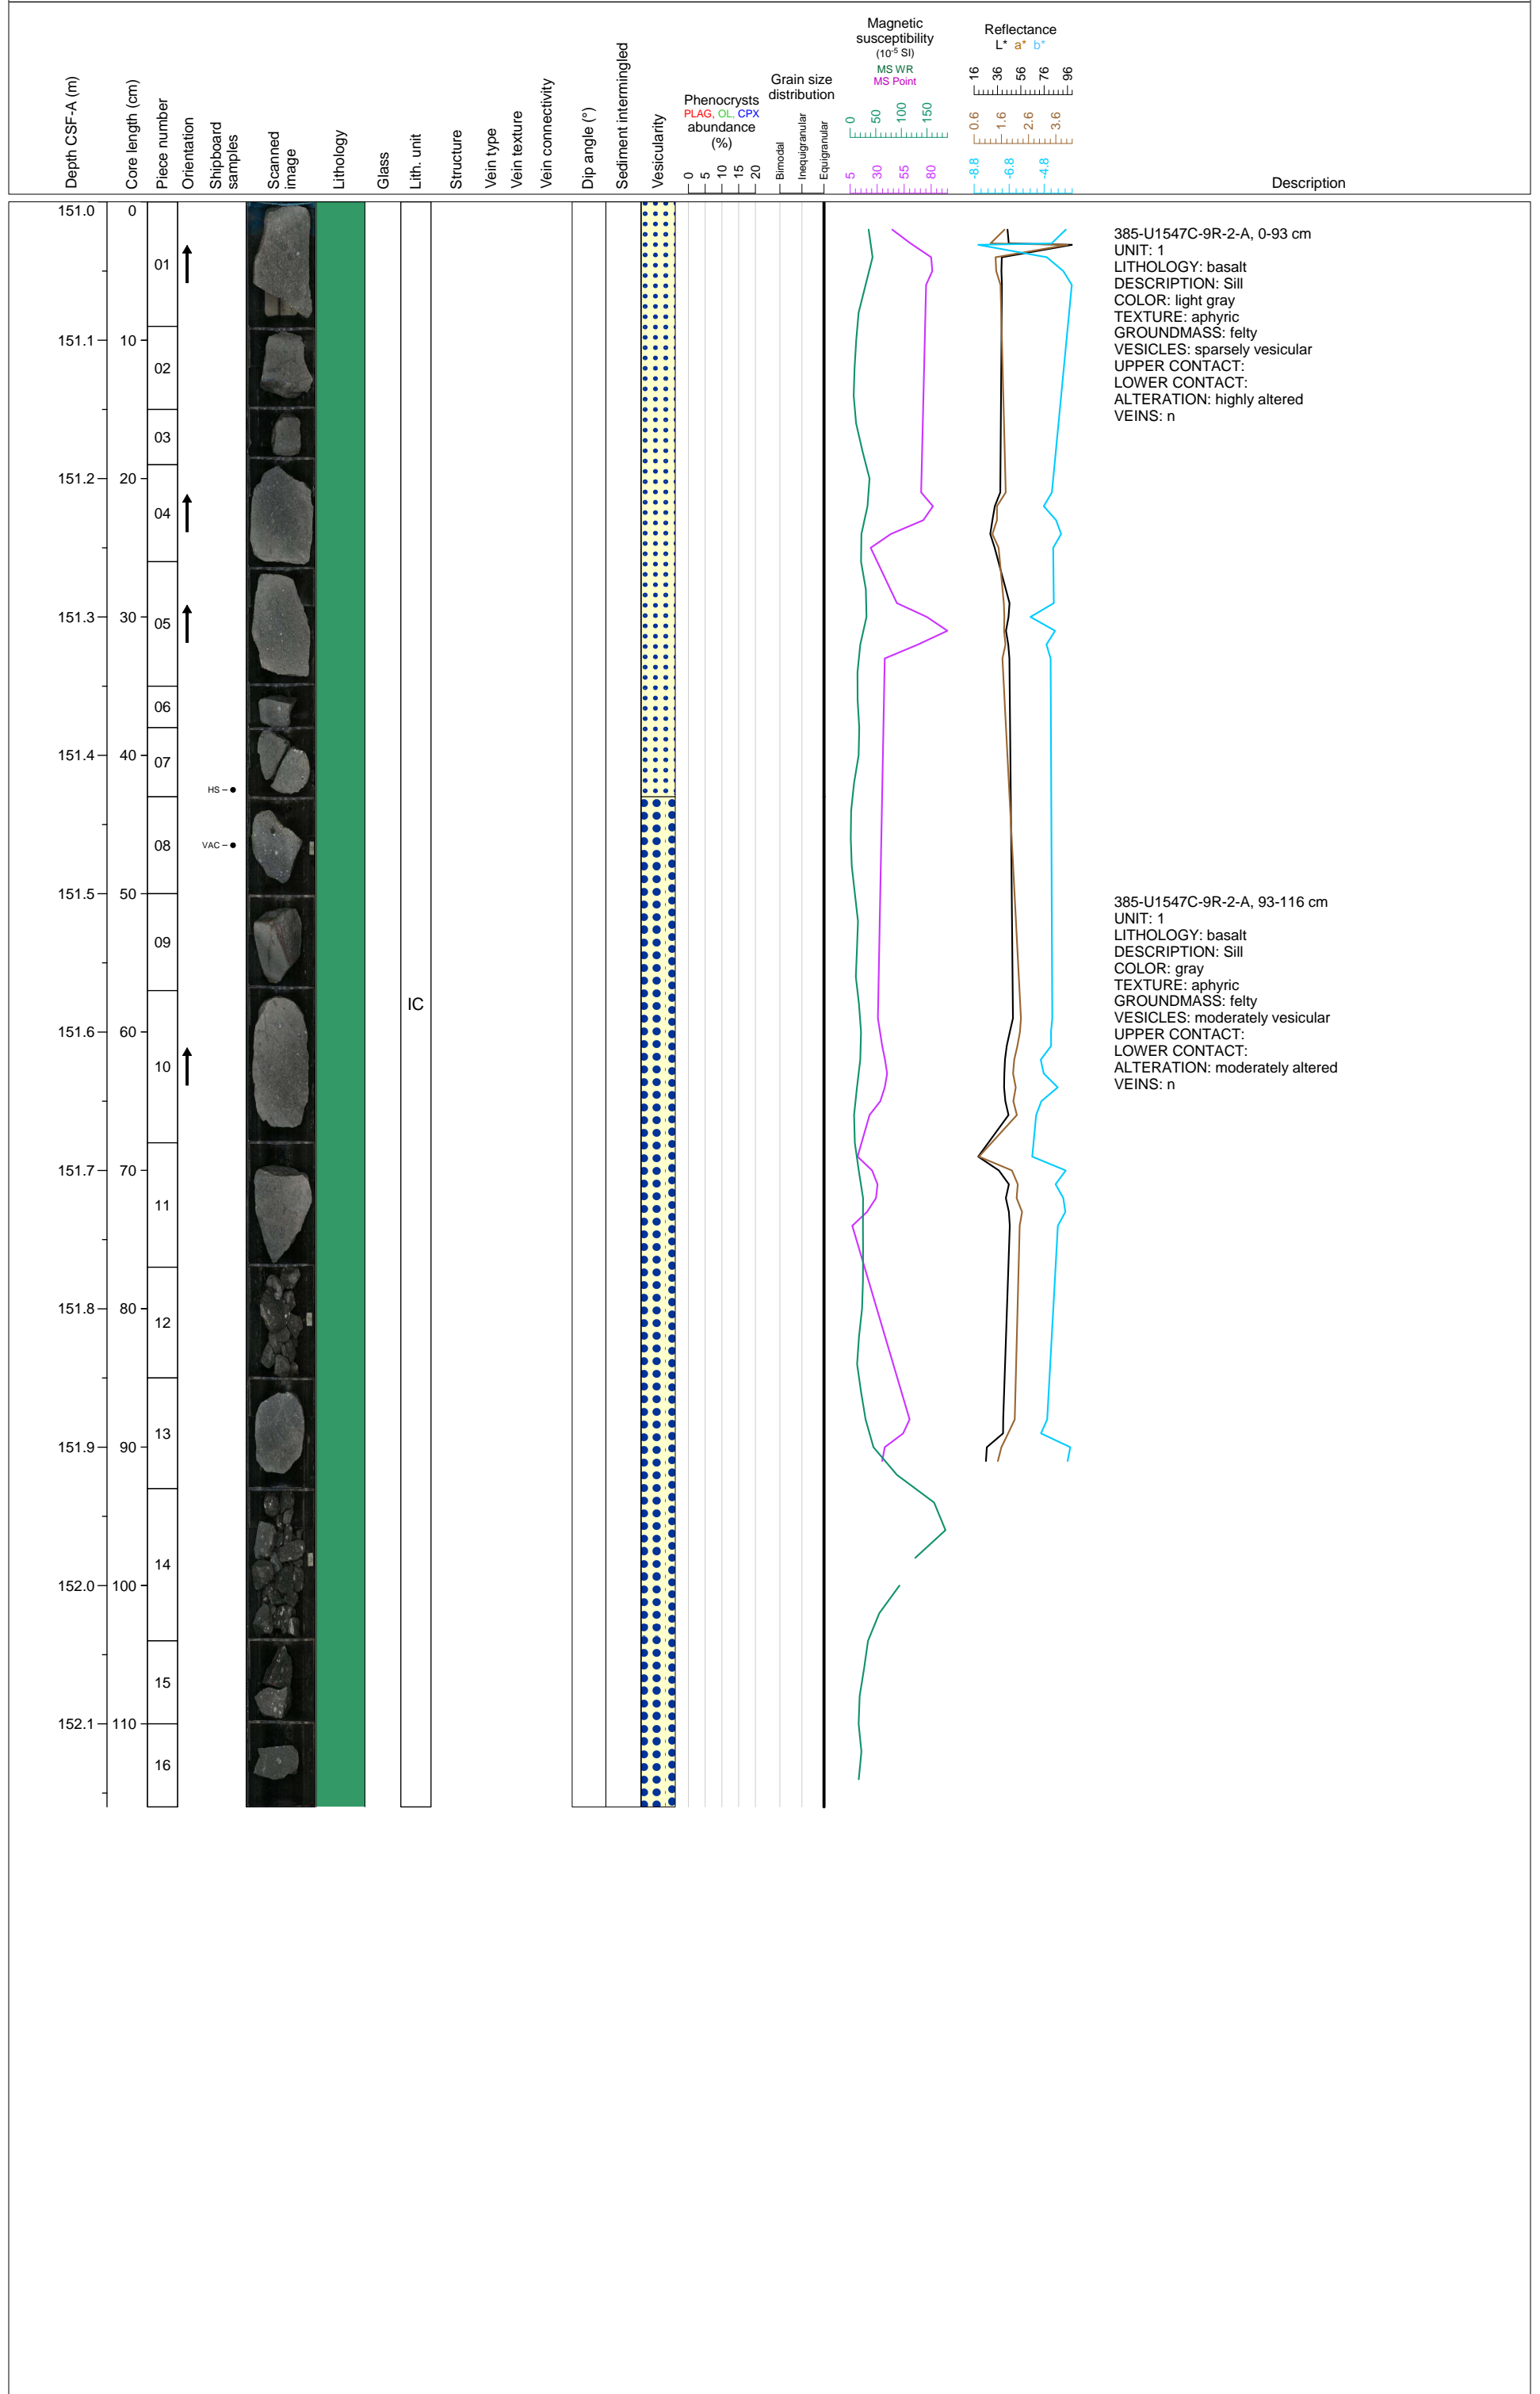 Depth CSF-A (m)
Core length (cm)
Piece number
Orientation
Shipboard
samples
Scanned
image
Lithology
Glass
Lith. unit
Structure
Vein type
Vein texture
Vein connectivity
Dip angle (°)
Sediment intermingled
Vesicularity
Phenocrysts
PLAG, OL, CPX
abundance
(%)
0 5 10 15 20
Grain size
distribution
Bimodal
Inequigranular
Equigranular
Magnetic
susceptibility
(10-5 SI)
MS WR
MS Point
0 50 100 150
5 30 55 80
Reflectance
L* a* b*
16 36 56 76 96
0.6 1.6 2.6 3.6
-8.8 -6.8 -4.8
Description
151.0 0
01
151.1 10
02
03
151.2 20
04
151.3 30
05
06
151.4 40
07
HS
08
VAC
151.5 50
09
IC
151.6 60
10
151.7 70
11
151.8 80
12
151.9 90
13
14
152.0 100
15
152.1 110
16
385-U1547C-9R-2-A, 0-93 cm
UNIT: 1
LITHOLOGY: basalt
DESCRIPTION: Sill
COLOR: light gray
TEXTURE: aphyric
GROUNDMASS: felty
VESICLES: sparsely vesicular
UPPER CONTACT:
LOWER CONTACT:
ALTERATION: highly altered
VEINS: n
385-U1547C-9R-2-A, 93-116 cm
UNIT: 1
LITHOLOGY: basalt
DESCRIPTION: Sill
COLOR: gray
TEXTURE: aphyric
GROUNDMASS: felty
VESICLES: moderately vesicular
UPPER CONTACT:
LOWER CONTACT:
ALTERATION: moderately altered
VEINS: n